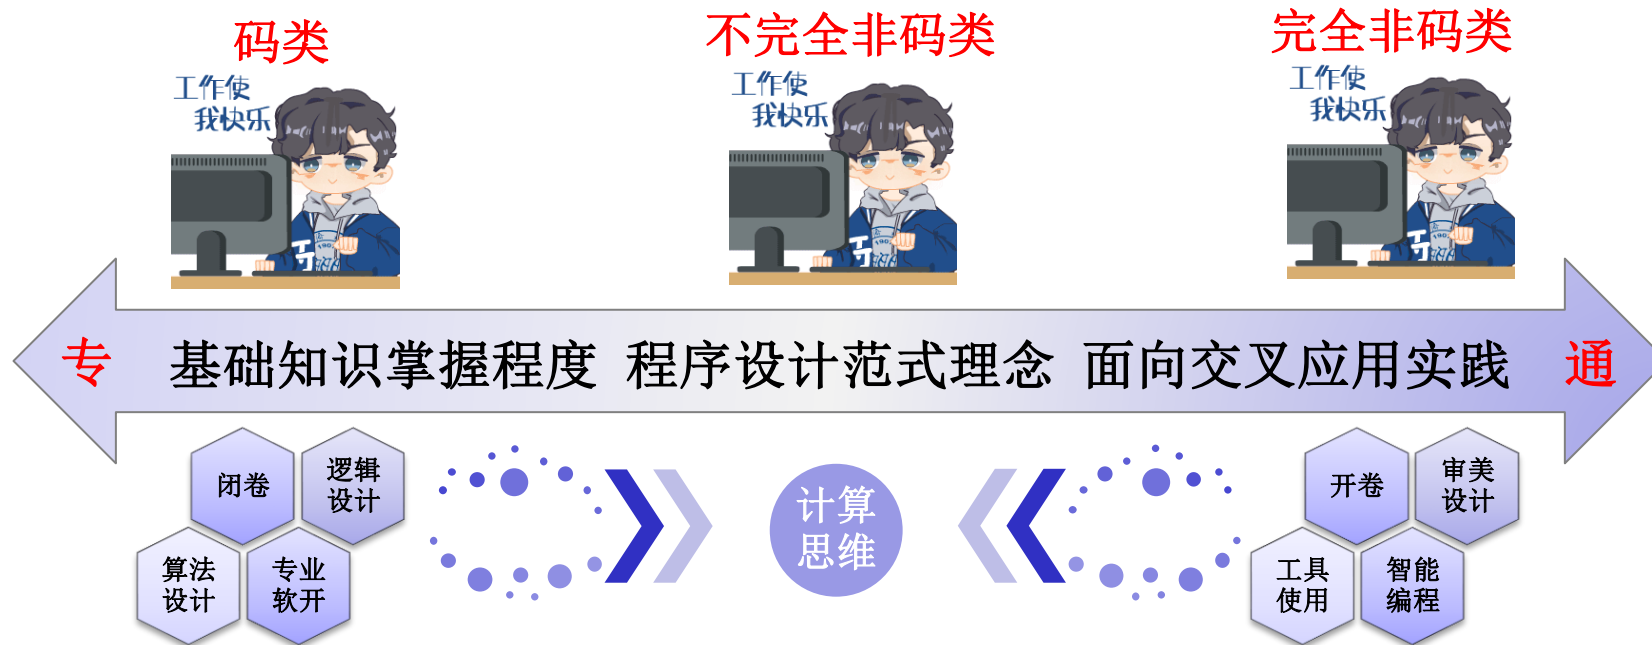 码类
不完全非码类
完全非码类
工作使
我快乐
工作使
我快乐
工作使
我快乐
专
基础知识掌握程度 程序设计范式理念 面向交叉应用实践
通
闭卷
逻辑
设计
算法
设计
专业
软开
计算
思维
开卷
审美
设计
工具
使用
智能
编程